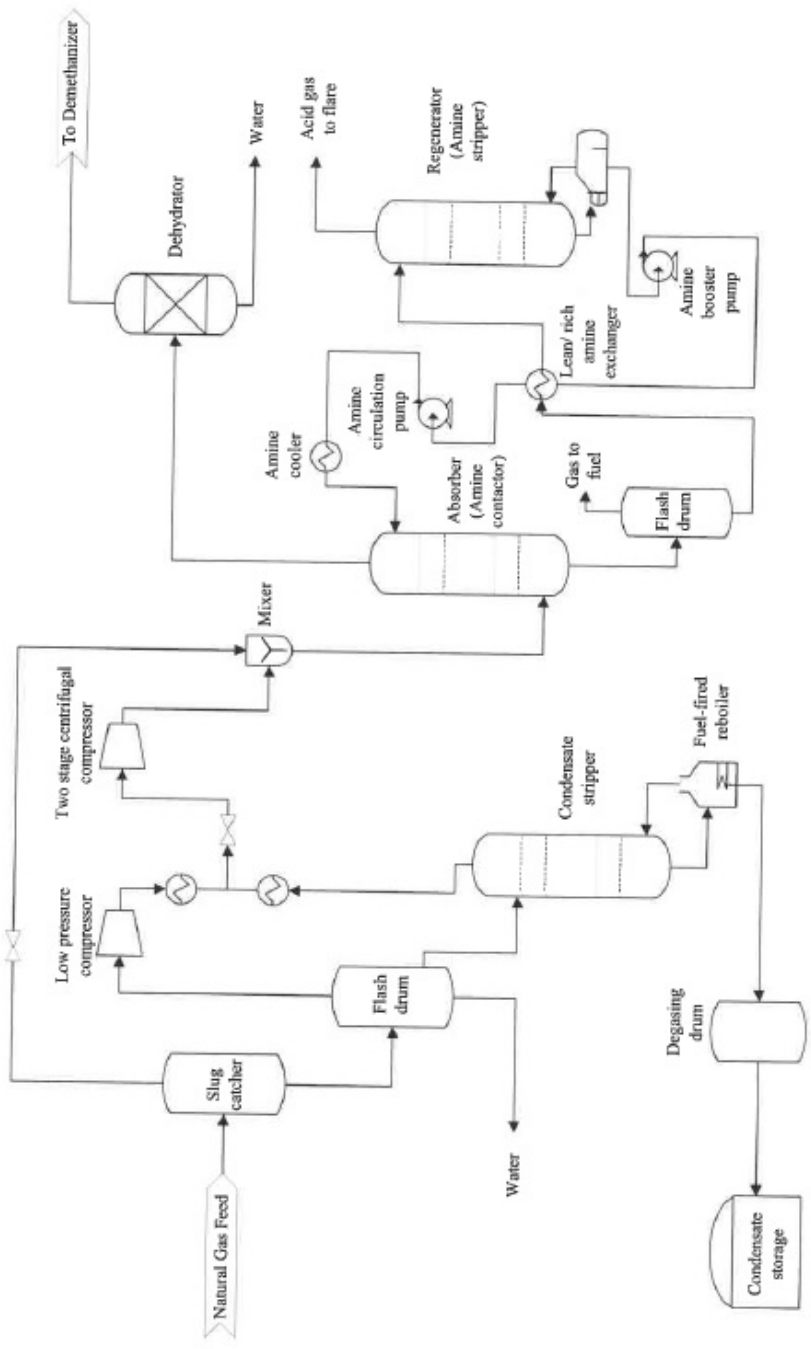 Natural Gas Feed
Slug
catcher
Water
Flash
drum
Low pressure
compressor
Two stage centrifugal
compressor
Mixer
Condensate
stripper
Fuel-fired
reboiler
Degasing
drum
Condensate
storage
Absorber
(Amine
contactor)
Amine
cooler
Amine
circulation
pump
Gas to
fuel
Flash
drum
Lean/ rich
amine
exchanger
Amine
booster
pump
Regenerator
(Amine
stripper)
Acid gas
to flare
Dehydrator
Water
To Demethanizer